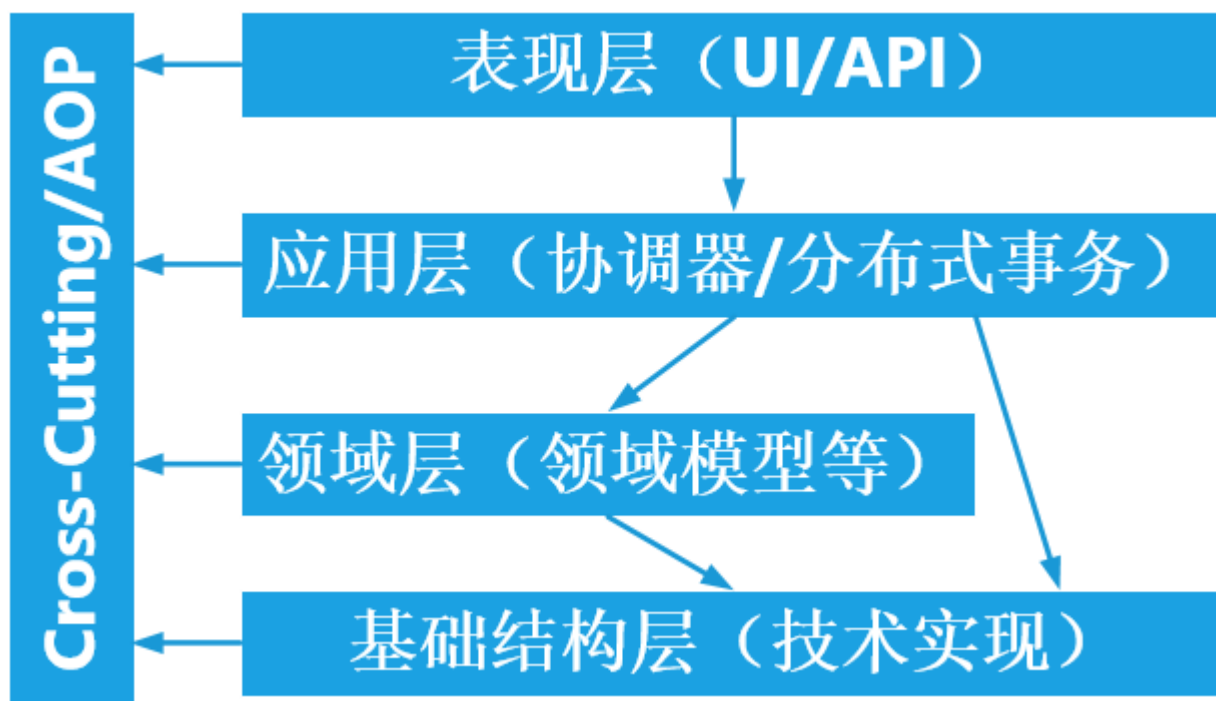 Cross-Cutting/AOP
表现层（UI/API）
应用层（协调器/分布式事务）
领域层（领域模型等）
基础结构层（技术实现）